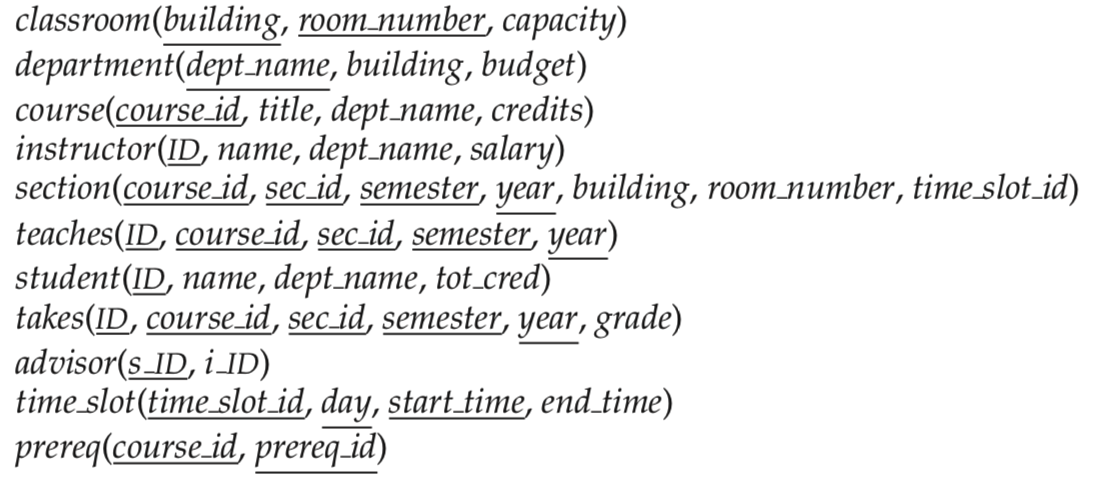 classroom(building, room_number, capacity)
department(dept_name, building, budget)
course(course_id, title, dept_name, credits)
instructor(ID, name, dept_name, salary)
section(course_id, sec_id, semester, year, building, room_number, time_slot_id)
teaches(ID, course_id, sec_id, semester, year)
student(ID, name, dept_name, tot_cred)
takes(ID, course_id, sec_id, semester, year, grade)
advisor(s_ID, i_ID)
time_slot(time_slot_id, day, start_time, end_time)
prereq(course_id, prereq_id)